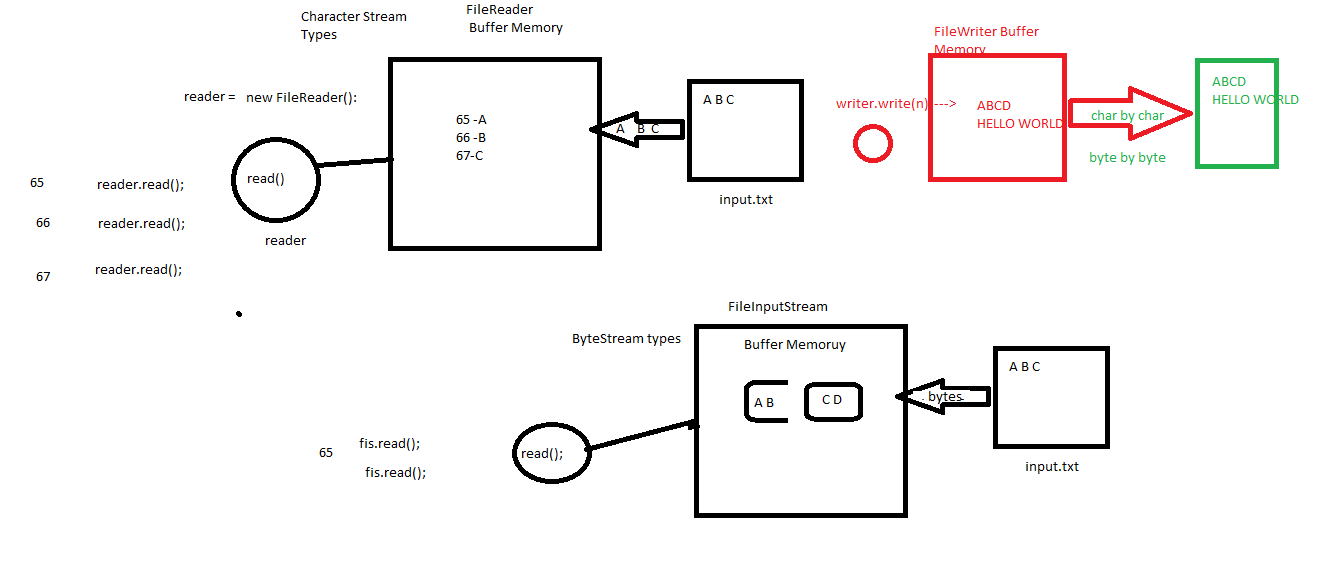 Character Stream
Types
FileReader
Buffer Memory
reader = new FileReader():
65 -A
66 -B
67-C
A B C
A B C
input.txt
read()
reader
65 reader.read();
66 reader.read();
67 reader.read();
FileWriter Buffer
Memory
writer.write(n) --->
ABCD
HELLO WORLD
char by char
byte by byte
ABCD
HELLO WORLD
FileInputStream
ByteStream types
Buffer Memoruy
A B
C D
bytes
A B C
input.txt
read();
65 fis.read();
fis.read();